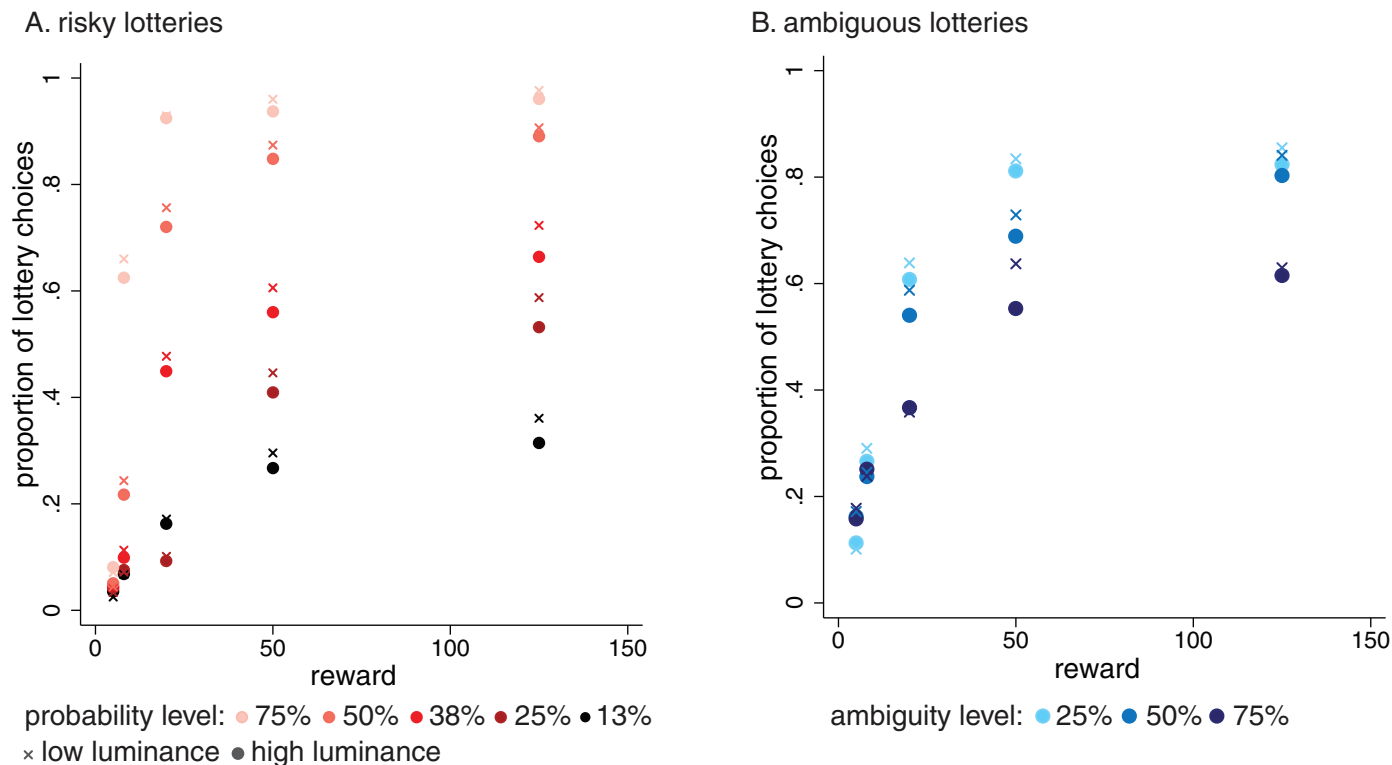 A. risky lotteries
proportion of lottery choices
0 .2 .4 .6 .8 1
0 50 100 150
reward
probability level: 75% 50% 38% 25% 13%
× low luminance high luminance
B. ambiguous lotteries
proportion of lottery choices
0 .2 .4 .6 .8 1
0 50 100 150
reward
ambiguity level: 25% 50% 75%